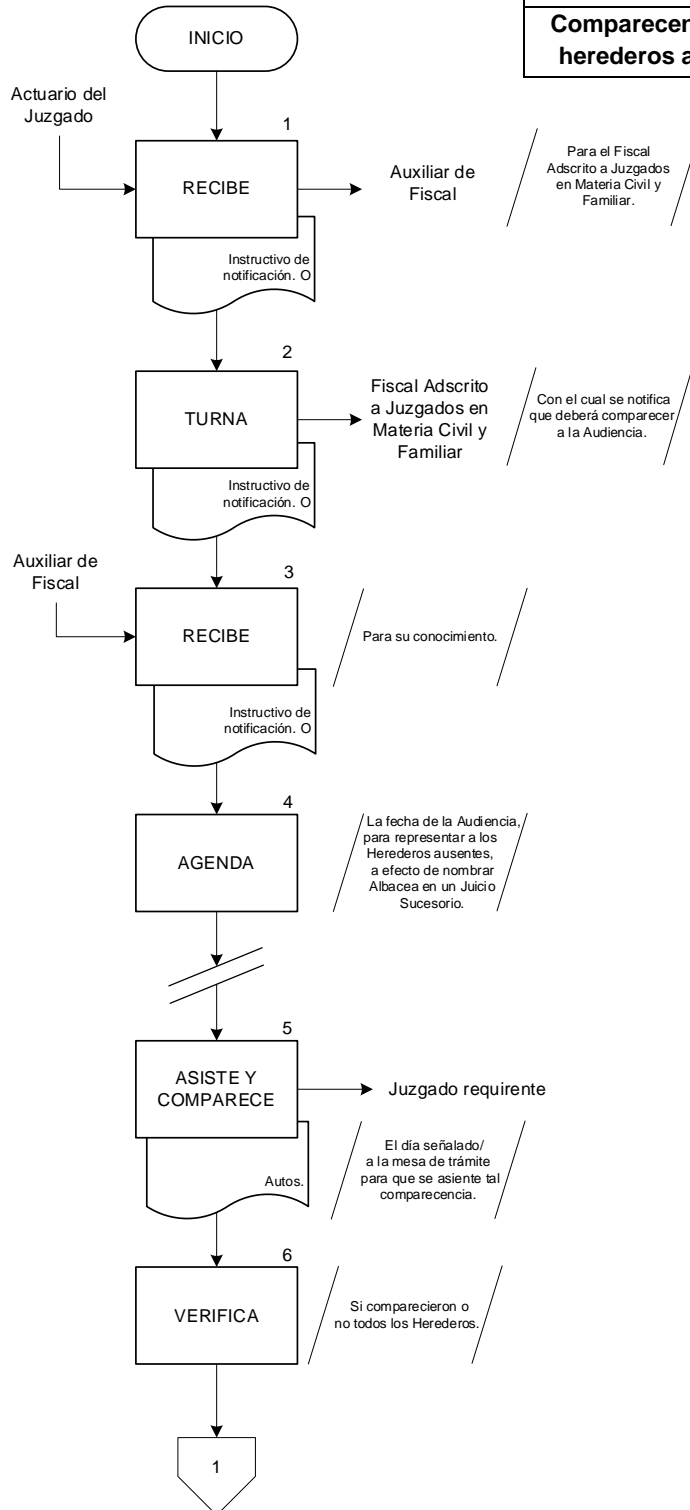 INICIO
Comparecen
herederos a
Actuario del
Juzgado
1
RECIBE
Auxiliar de
Fiscal
Para el Fiscal
Adscrito a Juzgados
en Materia Civil y
Familiar.
Instructivo de
notificación. O
2
TURNA
Fiscal Adscrito
a Juzgados en
Materia Civil y
Familiar
Con el cual se notifica
que deberá comparecer
a la Audiencia.
Instructivo de
notificación. O
Auxiliar de
Fiscal
3
RECIBE
Para su conocimiento.
Instructivo de
notificación. O
4
AGENDA
La fecha de la Audiencia,
para representar a los
Herederos ausentes,
a efecto de nombrar
Albacea en un Juicio
Sucesorio.
5
ASISTE Y
COMPARECE
Juzgado requirente
Autos.
El día señalado/
a la mesa de trámite
para que se asiente tal
comparecencia.
6
VERIFICA
Si comparecieron o
no todos los Herederos.
1